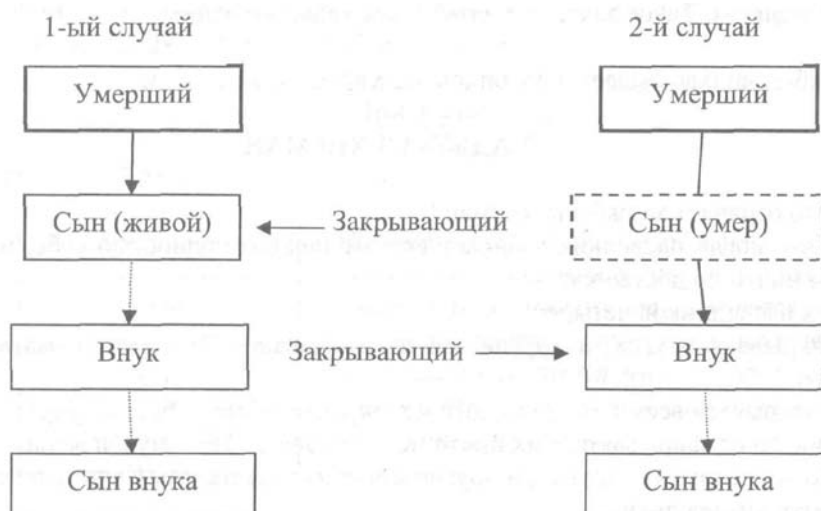 1-ый случай 2-й случай
Умерший Умерший
Сын (живой) Закрывающий Сын (умер)
Внук Закрывающий Внук
Сын внука Сын внука